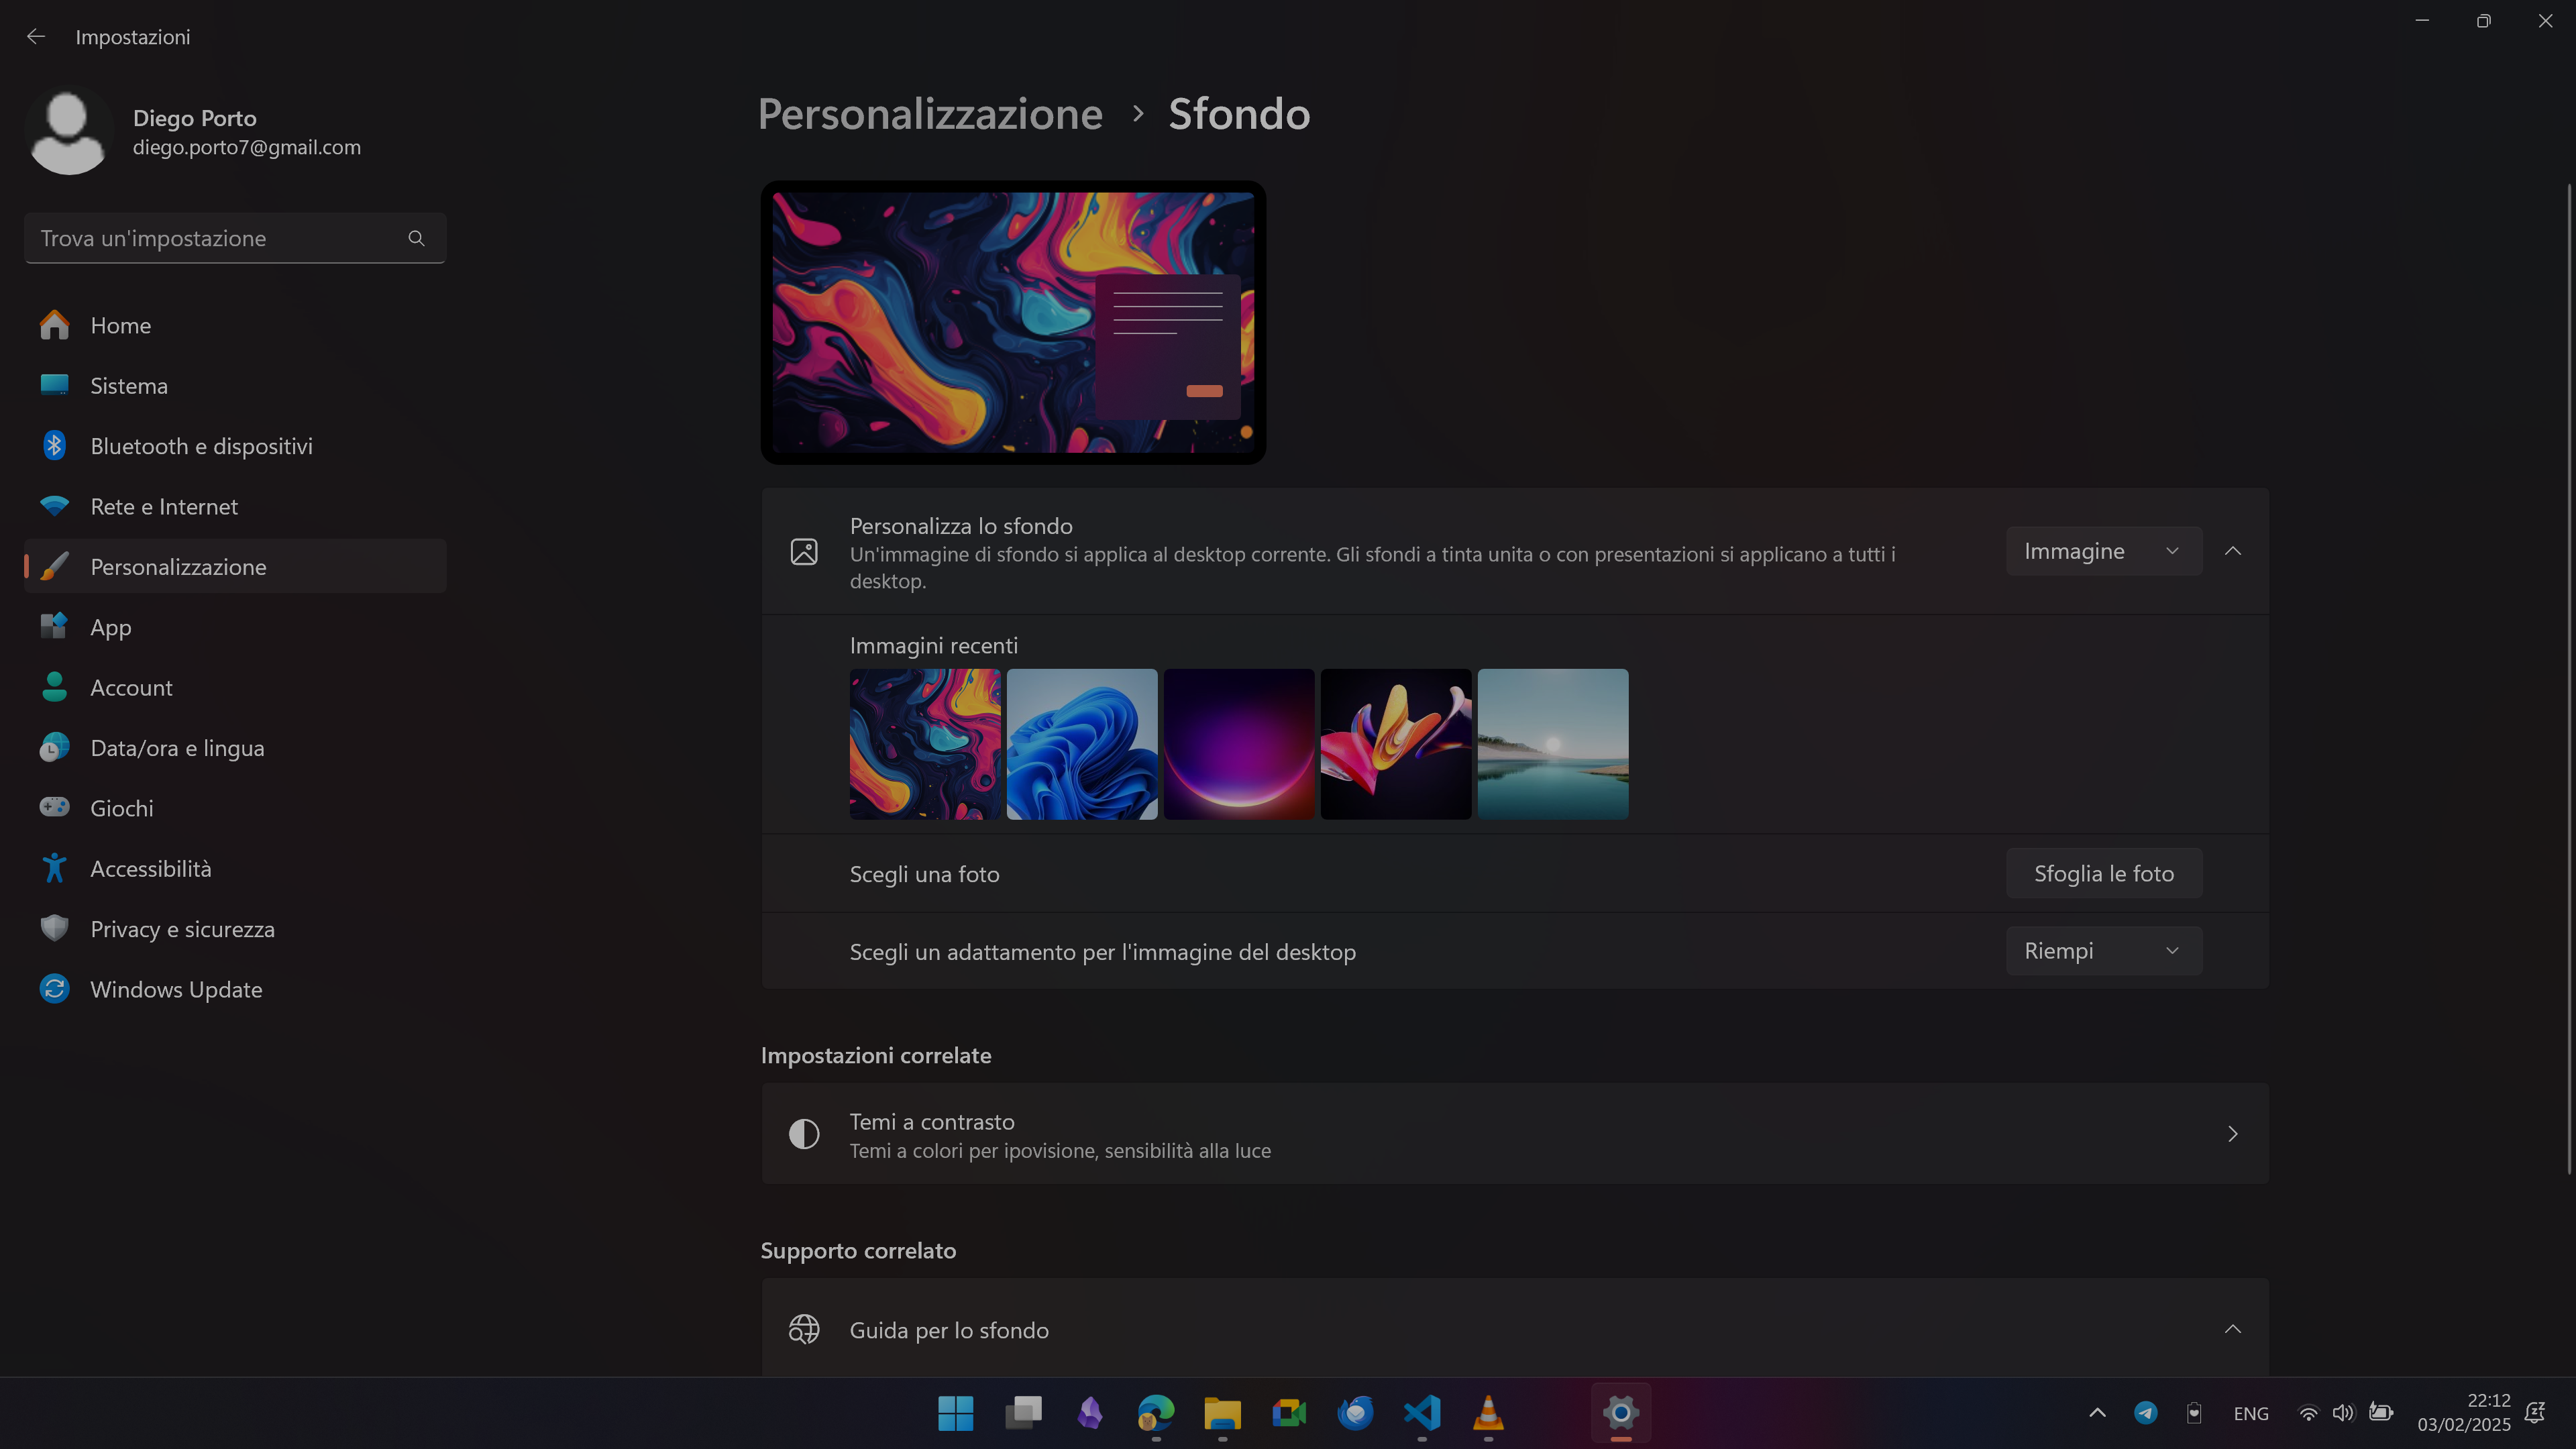 Impostazioni
Diego Porto
diego.porto7@gmail.com
Trova un'impostazione
Home
Sistema
Bluetooth e dispositivi
Rete e Internet
Personalizzazione
App
Account
Data/ora e lingua
Giochi
Accessibilità
Privacy e sicurezza
Windows Update
Personalizzazione > Sfondo
Personalizza lo sfondo
Un'immagine di sfondo si applica al desktop corrente. Gli sfondi a tinta unita o con presentazioni si applicano a tutti i
desktop.
Immagine
Immagini recenti
Scegli una foto
Sfoglia le foto
Scegli un adattamento per l'immagine del desktop
Riempi
Impostazioni correlate
Temi a contrasto
Temi a colori per ipovisione, sensibilità alla luce
Supporto correlato
Guida per lo sfondo
ENG
22:12
03/02/2025